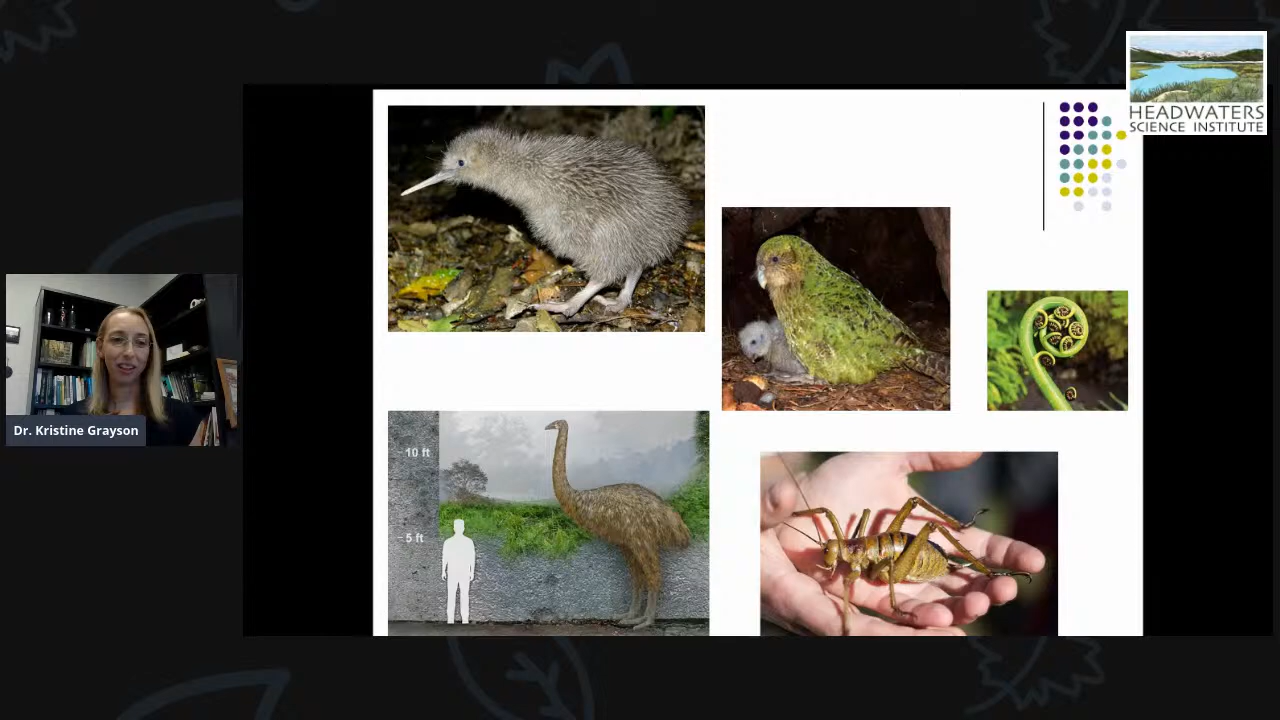 HEADWATERS
SCIENCE INSTITUTE
Dr. Kristine Grayson
- 10 ft
- 5 ft